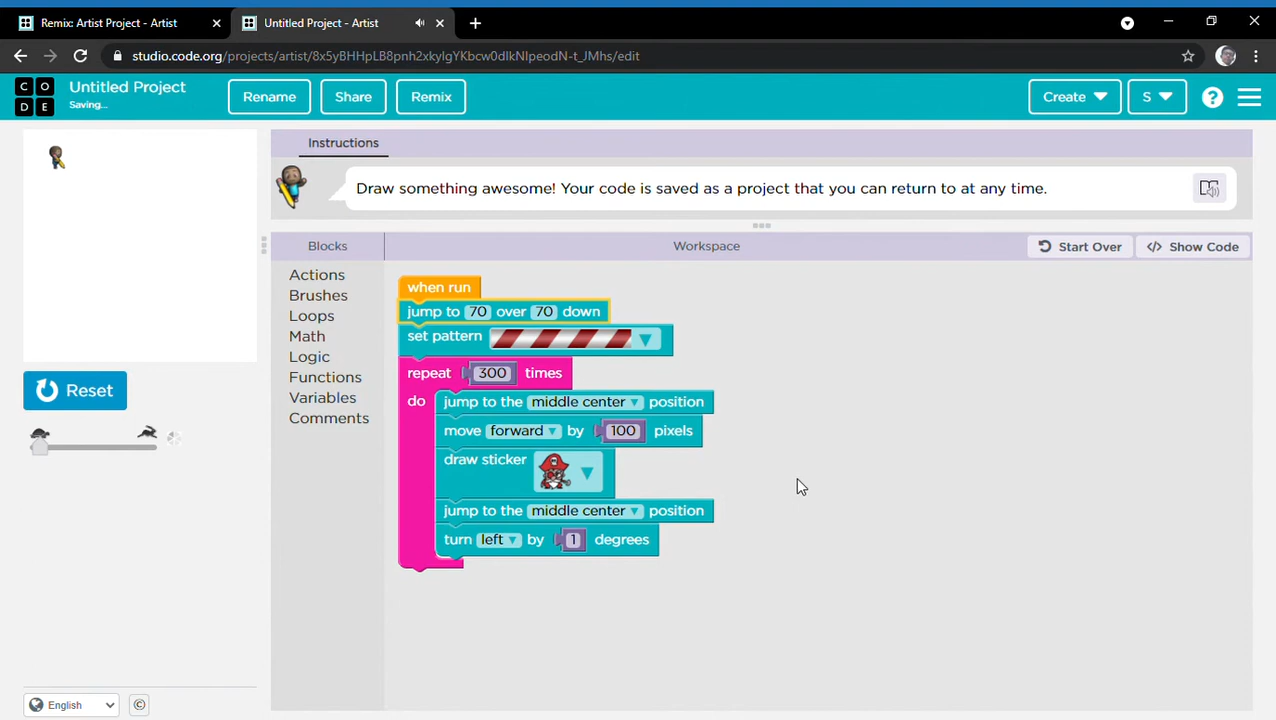 Remix: Artist Project - Artist
Untitled Project - Artist
studio.code.org/projects/artist/8x5yBHHpLB8pnh2xkyIgYKbcw0dIkNlpeodN-t_JMhs/edit
C O
D E
Untitled Project
Saving...
Rename
Share
Remix
Create
S
?
Instructions
Draw something awesome! Your code is saved as a project that you can return to at any time.
Blocks
Workspace
Start Over
</> Show Code
Actions
Brushes
Loops
Math
Logic
Functions
Variables
Comments
when run
jump to 70 over 70 down
set pattern
repeat 300 times
do
jump to the middle center position
move forward by 100 pixels
draw sticker
jump to the middle center position
turn left by 1 degrees
Reset
English
©